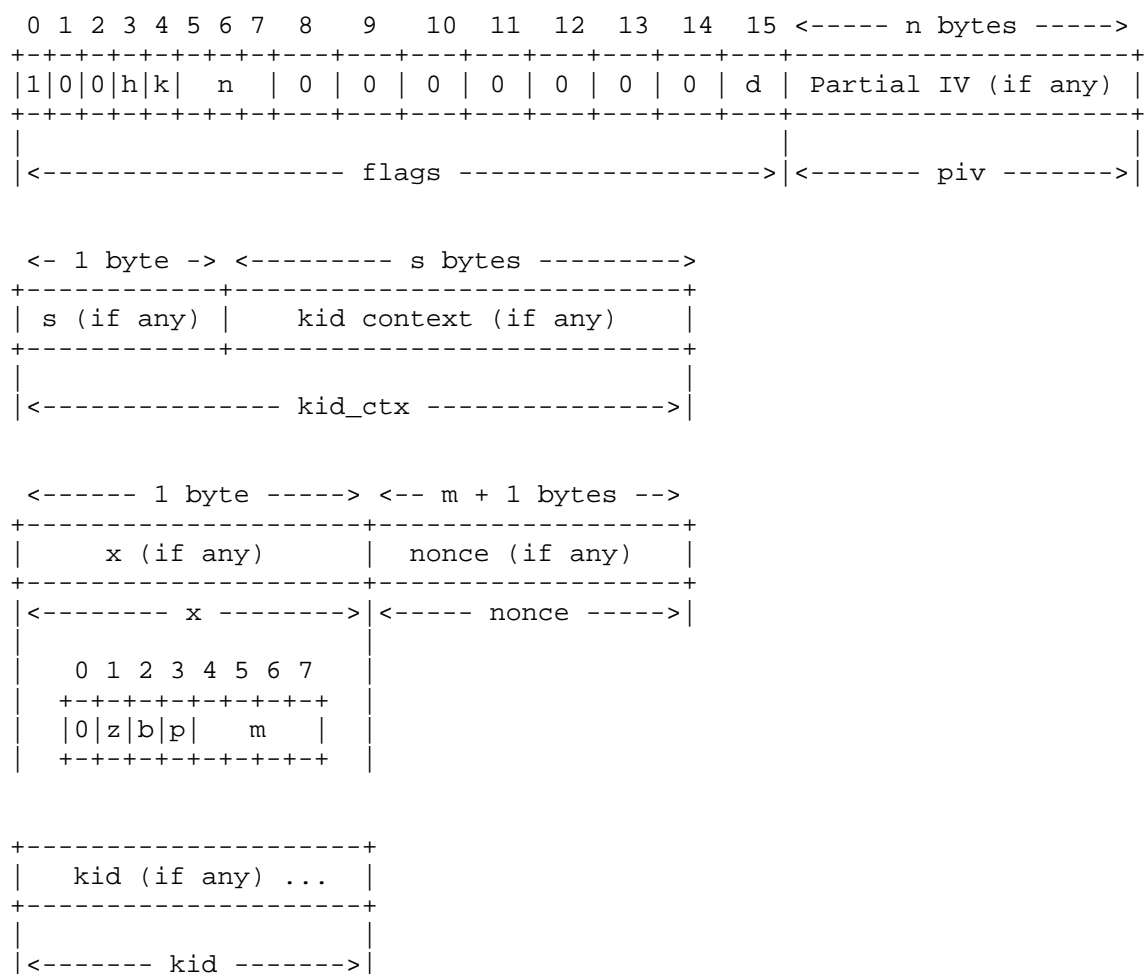 0 1 2 3 4 5 6 7  8   9   10  11  12  13  14  15 <----- n bytes ----->
+-+-+-+-+-+-+-+-+---+---+---+---+---+---+---+---+---------------------+
|1|0|0|h|k|  n  | 0 | 0 | 0 | 0 | 0 | 0 | 0 | d | Partial IV (if any) |
+-+-+-+-+-+-+-+-+---+---+---+---+---+---+---+---+---------------------+
|                                               |                     |
|<------------------- flags ------------------->|<------- piv ------->|
 <- 1 byte -> <--------- s bytes --------->
+------------+----------------------------+
| s (if any) |    kid context (if any)    |
+------------+----------------------------+
|                                         |
|<--------------- kid_ctx --------------->|
 <------ 1 byte -----> <-- m + 1 bytes -->
+---------------------+-------------------+
|     x (if any)      |  nonce (if any)   |
+---------------------+-------------------+
|<-------- x -------->|<----- nonce ----->|
|                     |
|   0 1 2 3 4 5 6 7   |
|  +-+-+-+-+-+-+-+-+  |
|  |0|z|b|p|   m   |  |
|  +-+-+-+-+-+-+-+-+  |
+---------------------+
|   kid (if any) ...  |
+---------------------+
|                     |
|<------- kid ------->|